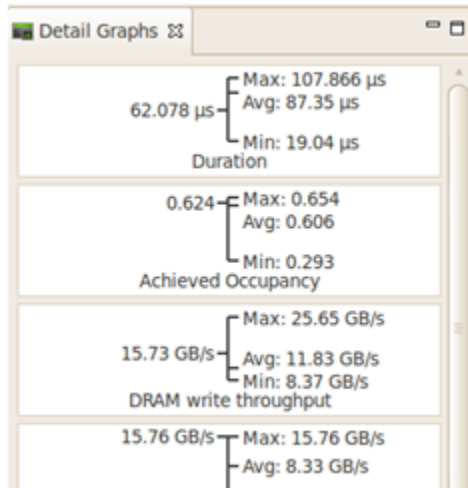 Detail Graphs
Max: 107.866 µs
62.078 µs
Avg: 87.35 µs
Min: 19.04 µs
Duration
0.624
Max: 0.654
Avg: 0.606
Min: 0.293
Achieved Occupancy
Max: 25.65 GB/s
15.73 GB/s
Avg: 11.83 GB/s
Min: 8.37 GB/s
DRAM write throughput
15.76 GB/s
Max: 15.76 GB/s
Avg: 8.33 GB/s